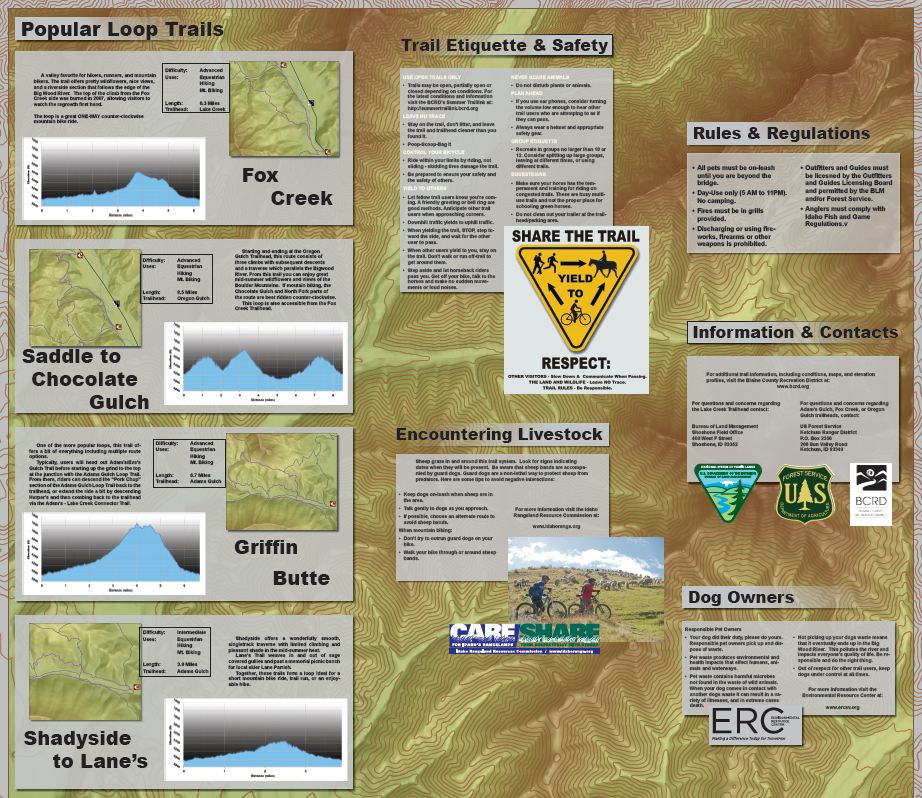 Popular Loop Trails
A valley favorite for hikers, runners, and mountain
bikers. The trail offers pretty wildflowers, nice views,
and a riverside section that follows the edge of the
Big Wood River. The top of the climb from the Fox
Creek side was burned in 2007, allowing visitors to
watch the regrowth first hand.
The loop is a great ONE-WAY counter-clockwise
mountain bike ride.
Difficulty: Advanced
Uses: Equestrian
Hiking
Mt. Biking
Length: 6.3 Miles
Trailhead: Lake Creek
Fox
Creek
Difficulty: Advanced
Uses: Equestrian
Hiking
Mt. Biking
Length: 8.5 Miles
Trailhead: Oregon Gulch
Starting and ending at the Oregon
Gulch Trailhead, this route consists of
three climbs with subsequent descents
and a traverse which parallels the Bigwood
River. From this trail you can enjoy great
mid-summer wildflowers and views of the
Boulder Mountains. If mountain biking, the
Chocolate Gulch and North Fork parts of
the route are best ridden counter-clockwise.
This loop is also accessible from the Fox
Creek Trailhead.
Saddle to
Chocolate
Gulch
One of the more popular loops, this trail of-
fers a bit of everything including multiple route
options.
Typically, users will head out Adam's
Gulch Trail before starting up the grind to the top
at the junction with the Adams Gulch Loop Trail.
From there, riders can descend the "Pork Chop"
section of the Adams Gulch Loop Trail back to the
trailhead, or extend the ride a bit by descending
Harper's and then combing back to the trailhead
via the Adam's - Lake Creek Connector Trail.
Difficulty: Advanced
Uses: Equestrian
Hiking
Mt. Biking
Length: 6.7 Miles
Trailhead: Adams Gulch
Griffin
Butte
Difficulty: Intermediate
Uses: Equestrian
Hiking
Mt. Biking
Length: 3.9 Miles
Trailhead: Adams Gulch
Shadyside offers a wonderfully smooth,
singletrack traverse with limited climbing and
pleasant shade in the mid-summer heat.
Lane's Trail weaves in and out of sage
covered gulies and past a memorial picnic bench
for local sider Lane Parrish.
Together, these trails form a loop ideal for a
short mountain bike ride, trail run, or an enjoy-
able hike.
Shadyside
to Lane's
Trail Etiquette & Safety
USE OPEN TRAILS ONLY
• Trails may be open, partially open or
closed depending on conditions. For
the latest conditions and information
visit the BCRD's Summer Trailink at:
http://summertrailink.bcrd.org
LEAVE NO TRACE
• Stay on the trail, don't litter, and leave
the trail and trailhead cleaner than you
found it.
• Poop-Scoop-Bag it
CONTROL YOUR BICYCLE
• Ride within your limits by riding, not
sliding - skidding tires damage the trail.
• Be prepared to ensure your safety and
the safety of others.
YIELD TO OTHERS
• Let fellow trail users know you're com-
ing. A friendly greeting or bell ring are
good methods. Anticipate other trail
users when approaching corners.
• Downhill traffic yields to uphill traffic.
• When yielding the trail, STOP, step to-
ward the side, and wait for the other
user to pass.
• When other users yield to you, stay on
the trail. Don't walk or run off-trail to
get around them.
• Step aside and let horseback riders
pass you. Get off your bike, talk to the
horses and make no sudden move-
ments or loud noises.
NEVER SCARE ANIMALS
• Do not disturb plants or animals.
PLAN AHEAD
• If you use ear phones, consider turning
the volume low enough to hear other
trail users who are attempting to as if
they can pass.
• Always wear a helmet and appropriate
safety gear.
GROUP ETIQUETTE
• Recreate in groups no larger than 10 or
12. Consider splitting up large groups,
leaving at different times, or using
different trails.
EQUESTRIANS
• Make sure your horse has the tem-
perament and training for riding on
congested trails. These are busy multi-
use trails and not the proper place for
schooling green horses.
• Do not clean out your trailer at the trail-
head/parking area.
SHARE THE TRAIL
YIELD
TO
RESPECT:
OTHER VISITORS - Slow Down & Communicate When Passing.
THE LAND AND WILDLIFE - Leave NO Trace.
TRAIL RULES - Be Responsible.
Encountering Livestock
Sheep graze in and around this trail system. Look for signs indicating
dates when they will be present. Be aware that sheep bands are accompa-
nied by guard dogs. Guard dogs are a non-lethal way to protect sheep from
predators. Here are some tips to avoid negative interactions:
• Keep dogs on-leash when sheep are in
the area.
• Talk gently to dogs as you approach.
• If possible, choose an alternate route to
avoid sheep bands.
When mountain biking:
• Don't try to outrun guard dogs on your
bike.
• Walk your bike through or around sheep
bands.
For more information visit the Idaho
Rangeland Resource Commission at:
www.idahorange.org
CARE SHARE
Idaho Rangeland Resources Commission / www.idahorange.org
Rules & Regulations
• All pets must be on-leash
until you are beyond the
bridge.
• Day-Use only (5 AM to 11PM).
No camping.
• Fires must be in grills
provided.
• Discharging or using fire-
works, firearms or other
weapons is prohibited.
• Outfitters and Guides must
be licensed by the Outfitters
and Guides Licensing Board
and permitted by the BLM
and/or Forest Service.
• Anglers must comply with
Idaho Fish and Game
Regulations.v
Information & Contacts
For additional trail information, including conditions, maps, and elevation
profiles, visit the Blaine County Recreation District at:
www.bcrd.org
For questions and concerns regarding
the Lake Creek Trailhead contact:
Bureau of Land Management
Shoshone Field Office
400 West F Street
Shoshone, ID 83352
For questions and concerns regarding
Adam's Gulch, Fox Creek, or Oregon
Gulch trailheads, contact:
US Forest Service
Ketchum Ranger District
P.O. Box 2356
206 Sun Valley Road
Ketchum, ID 83340
FOREST SERVICE
U S
DEPARTMENT OF AGRICULTURE
BCRD
Dog Owners
Responsible Pet Owners
• Your dog did their duty, please do yours.
Responsible pet owners pick up and dis-
pose of waste.
• Pet waste produces environmental and
health impacts that effect humans, ani-
mals and waterways.
• Pet waste contains harmful microbes
not found in the waste of wild animals.
When your dog comes in contact with
another dogs waste it can result in a va-
riety of illnesses, and in extreme cases
death.
• Not picking up your dogs waste means
that it eventually ends up in the Big
Wood River. This pollutes the river and
impacts everyone's quality of life. Be re-
sponsible and do the right thing.
• Out of respect for other trail users, keep
dogs under control at all times.
For more information visit the
Environmental Resource Center at:
www.ercsv.org
ERC ENVIRONMENTAL
RESOURCE
CENTER
Making a Difference Today for Tomorrow